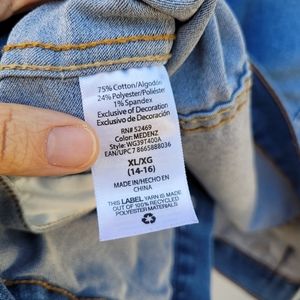 75% Cotton/Algodón
24% Polyester/Poliéster
1% Spandex
Exclusive of Decoration
Exclusivo de Decoración
RN# 52469
Color: MEDENZ
Style: WG39T400A
EAN/UPC 7 8665888036
XL/XG
(14-16)
MADE IN/HECHO EN
CHINA
THIS LABEL YARN IS MADE
OUT OF 100% RECYCLED
POLYESTER MATERIALS